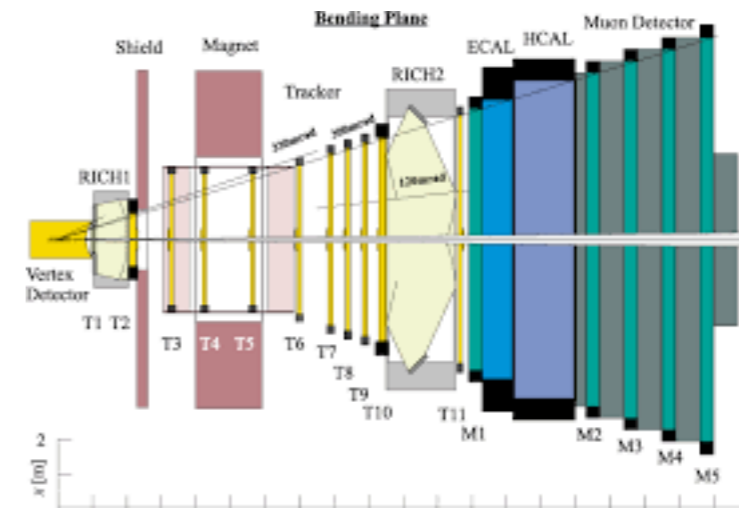 Bending Plane
Shield
Magnet
ECAL
HCAL
Muon Detector
Tracker
RICH2
RICH1
Vertex
Detector
T1 T2
T3
T4
T5
T6
T7
T8
T9
T10
T11
M1
M2
M3
M4
M5
2
x [m]